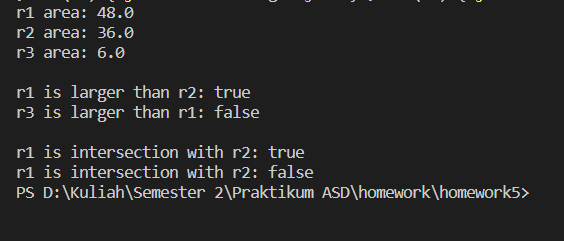 r1 area: 48.0
r2 area: 36.0
r3 area: 6.0
r1 is larger than r2: true
r3 is larger than r1: false
r1 is intersection with r2: true
r1 is intersection with r2: false
PS D:\Kuliah\Semester 2\Praktikum ASD\homework\homework5>